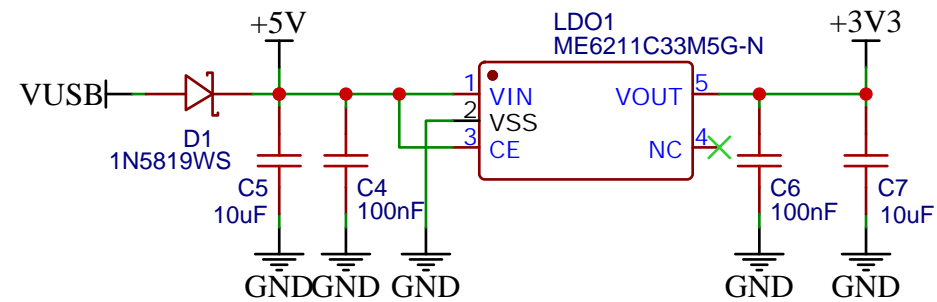 +5V
LDO1
ME6211C33M5G-N
+3V3
VUSB
D1
1N5819WS
1
VIN
VOUT
5
2
VSS
3
CE
NC
4
C5
10uF
C4
100nF
C6
100nF
C7
10uF
GND
GND
GND
GND
GND